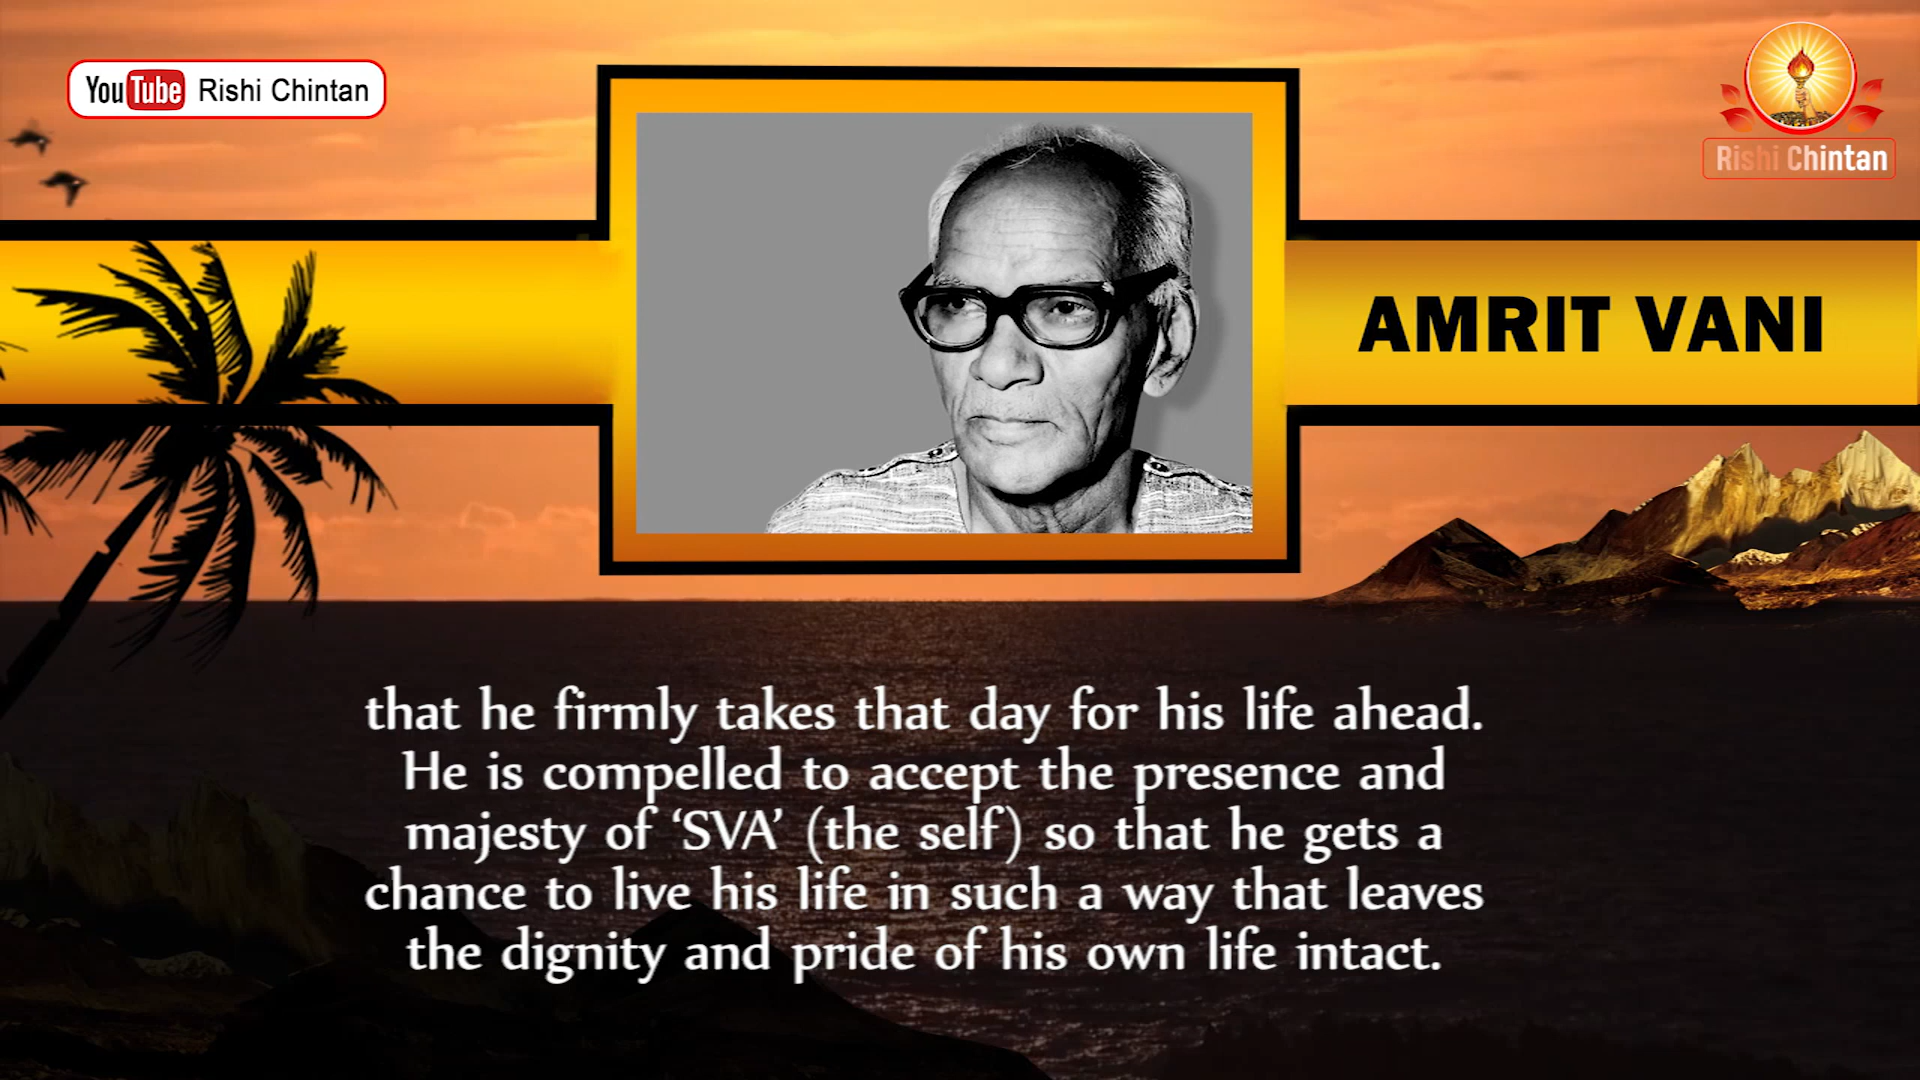 YouTube Rishi Chintan
Rishi Chintan
AMRIT VANI
that he firmly takes that day for his life ahead.
He is compelled to accept the presence and
majesty of ‘SVA’ (the self) so that he gets a
chance to live his life in such a way that leaves
the dignity and pride of his own life intact.